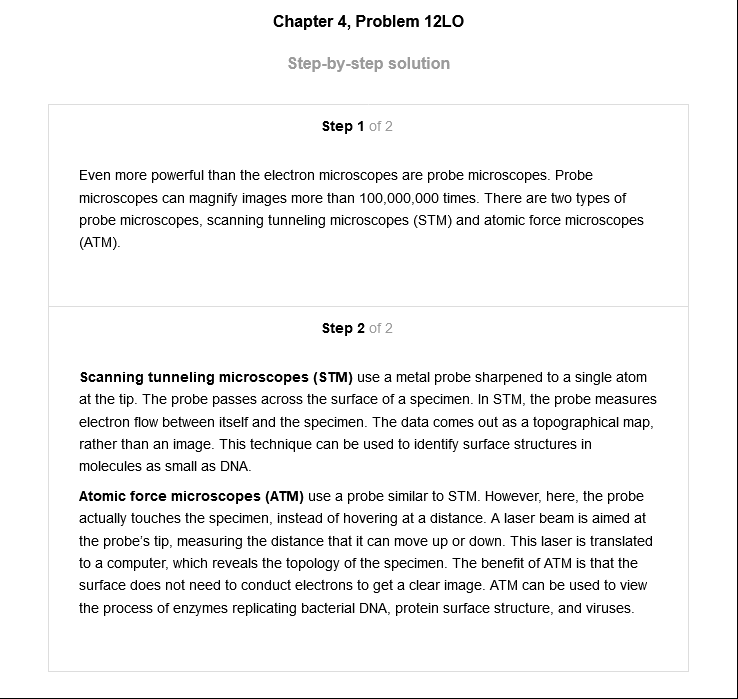 Chapter 4, Problem 12LO
Step-by-step solution
Step 1 of 2
Even more powerful than the electron microscopes are probe microscopes. Probe
microscopes can magnify images more than 100,000,000 times. There are two types of
probe microscopes, scanning tunneling microscopes (STM) and atomic force microscopes
(ATM).
Step 2 of 2
Scanning tunneling microscopes (STM) use a metal probe sharpened to a single atom
at the tip. The probe passes across the surface of a specimen. In STM, the probe measures
electron flow between itself and the specimen. The data comes out as a topographical map,
rather than an image. This technique can be used to identify surface structures in
molecules as small as DNA.
Atomic force microscopes (ATM) use a probe similar to STM. However, here, the probe
actually touches the specimen, instead of hovering at a distance. A laser beam is aimed at
the probe's tip, measuring the distance that it can move up or down. This laser is translated
to a computer, which reveals the topology of the specimen. The benefit of ATM is that the
surface does not need to conduct electrons to get a clear image. ATM can be used to view
the process of enzymes replicating bacterial DNA, protein surface structure, and viruses.